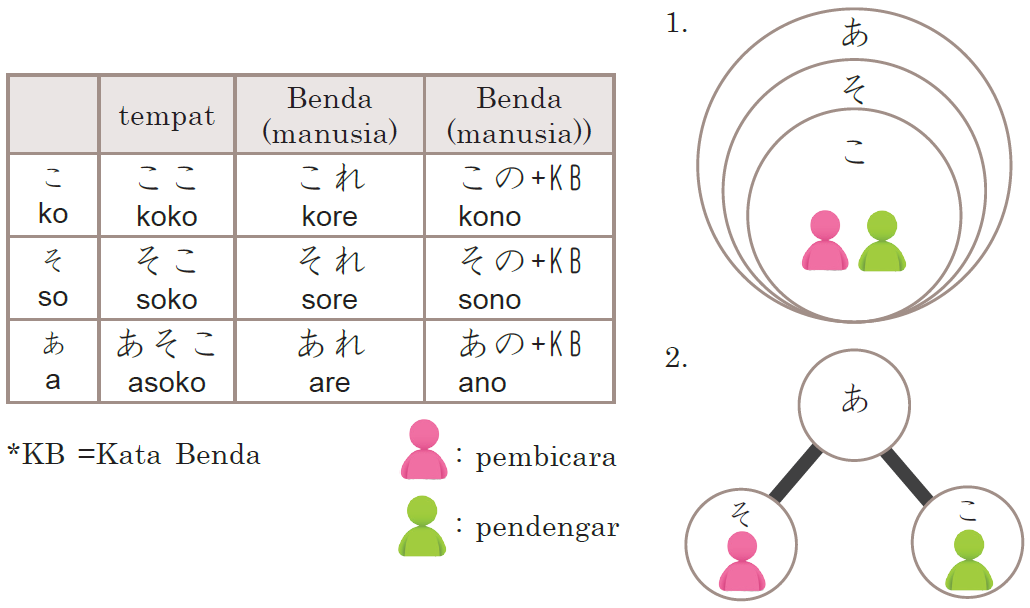 tempat
Benda
(manusia)
Benda
(manusia))
こ
ko
ここ
koko
これ
kore
この+KB
kono
そ
so
そこ
soko
それ
sore
その+KB
sono
あ
a
あそこ
asoko
あれ
are
あの+KB
ano
*KB =Kata Benda
: pembicara
: pendengar
1.
あ
そ
こ
2.
あ
そ
こ